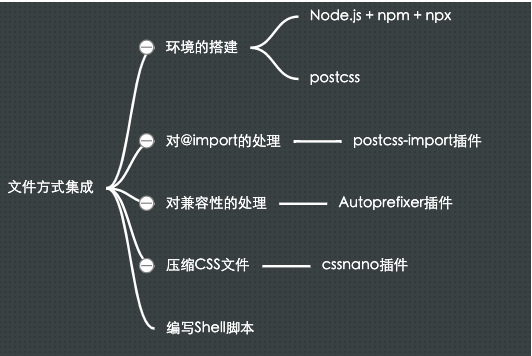 文件方式集成
环境的搭建
Node.js + npm + npx
postcss
对@import的处理
postcss-import插件
对兼容性的处理
Autoprefixer插件
压缩CSS文件
cssnano插件
编写Shell脚本